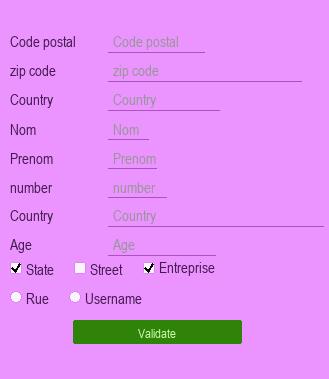 Code postal Code postal
zip code zip code
Country Country
Nom Nom
Prenom Prenom
number number
Country Country
Age Age
State Street Entreprise
Rue Username
Validate